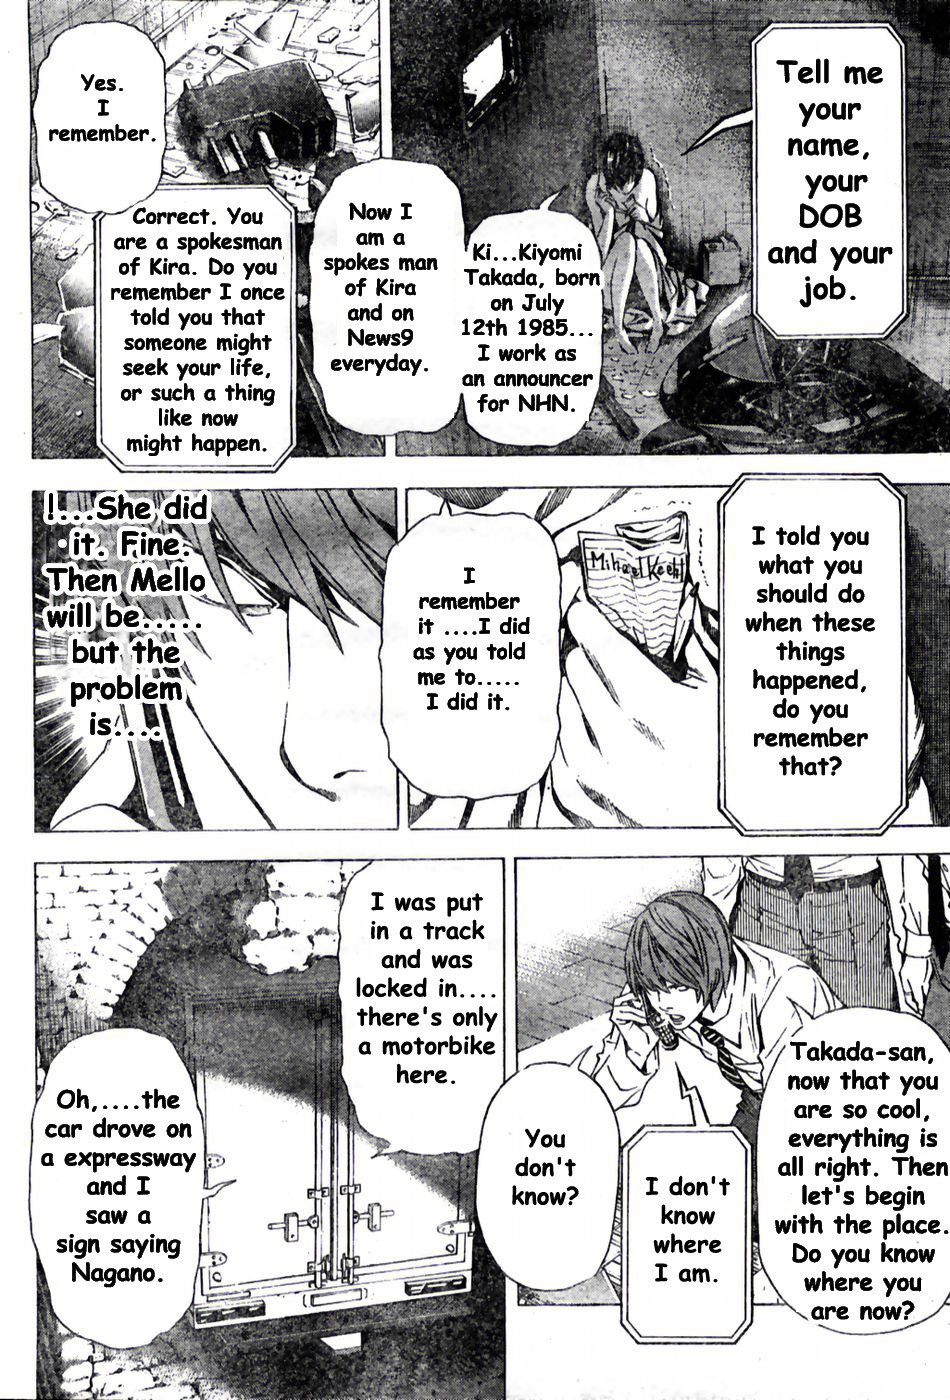 Tell me
your
name,
your
DOB
and your
job.
Ki...Kiyomi
Takada, born
on July
12th 1985...
I work as
an announcer
for NHN.
Now I
am a
spokes man
of Kira
and on
News9
everyday.
Correct. You
are a spokesman
of Kira. Do you
remember I once
told you that
someone might
seek your life,
or such a thing
like now
might happen.
Yes.
I
remember.
I told you
what you
should do
when these
things
happened,
do you
remember
that?
Mihael Keehl
I
remember
it ....I did
as you told
me to.....
I did it.
!....She did
it. Fine.
Then Mello
will be.....
but the
problem
is....
Takada-san,
now that you
are so cool,
everything is
all right. Then
let's begin
with the place.
Do you know
where you
are now?
I don't
know
where
I am.
You
don't
know?
I was put
in a track
and was
locked in....
there's only
a motorbike
here.
Oh,....the
car drove on
a expressway
and I
saw a
sign saying
Nagano.